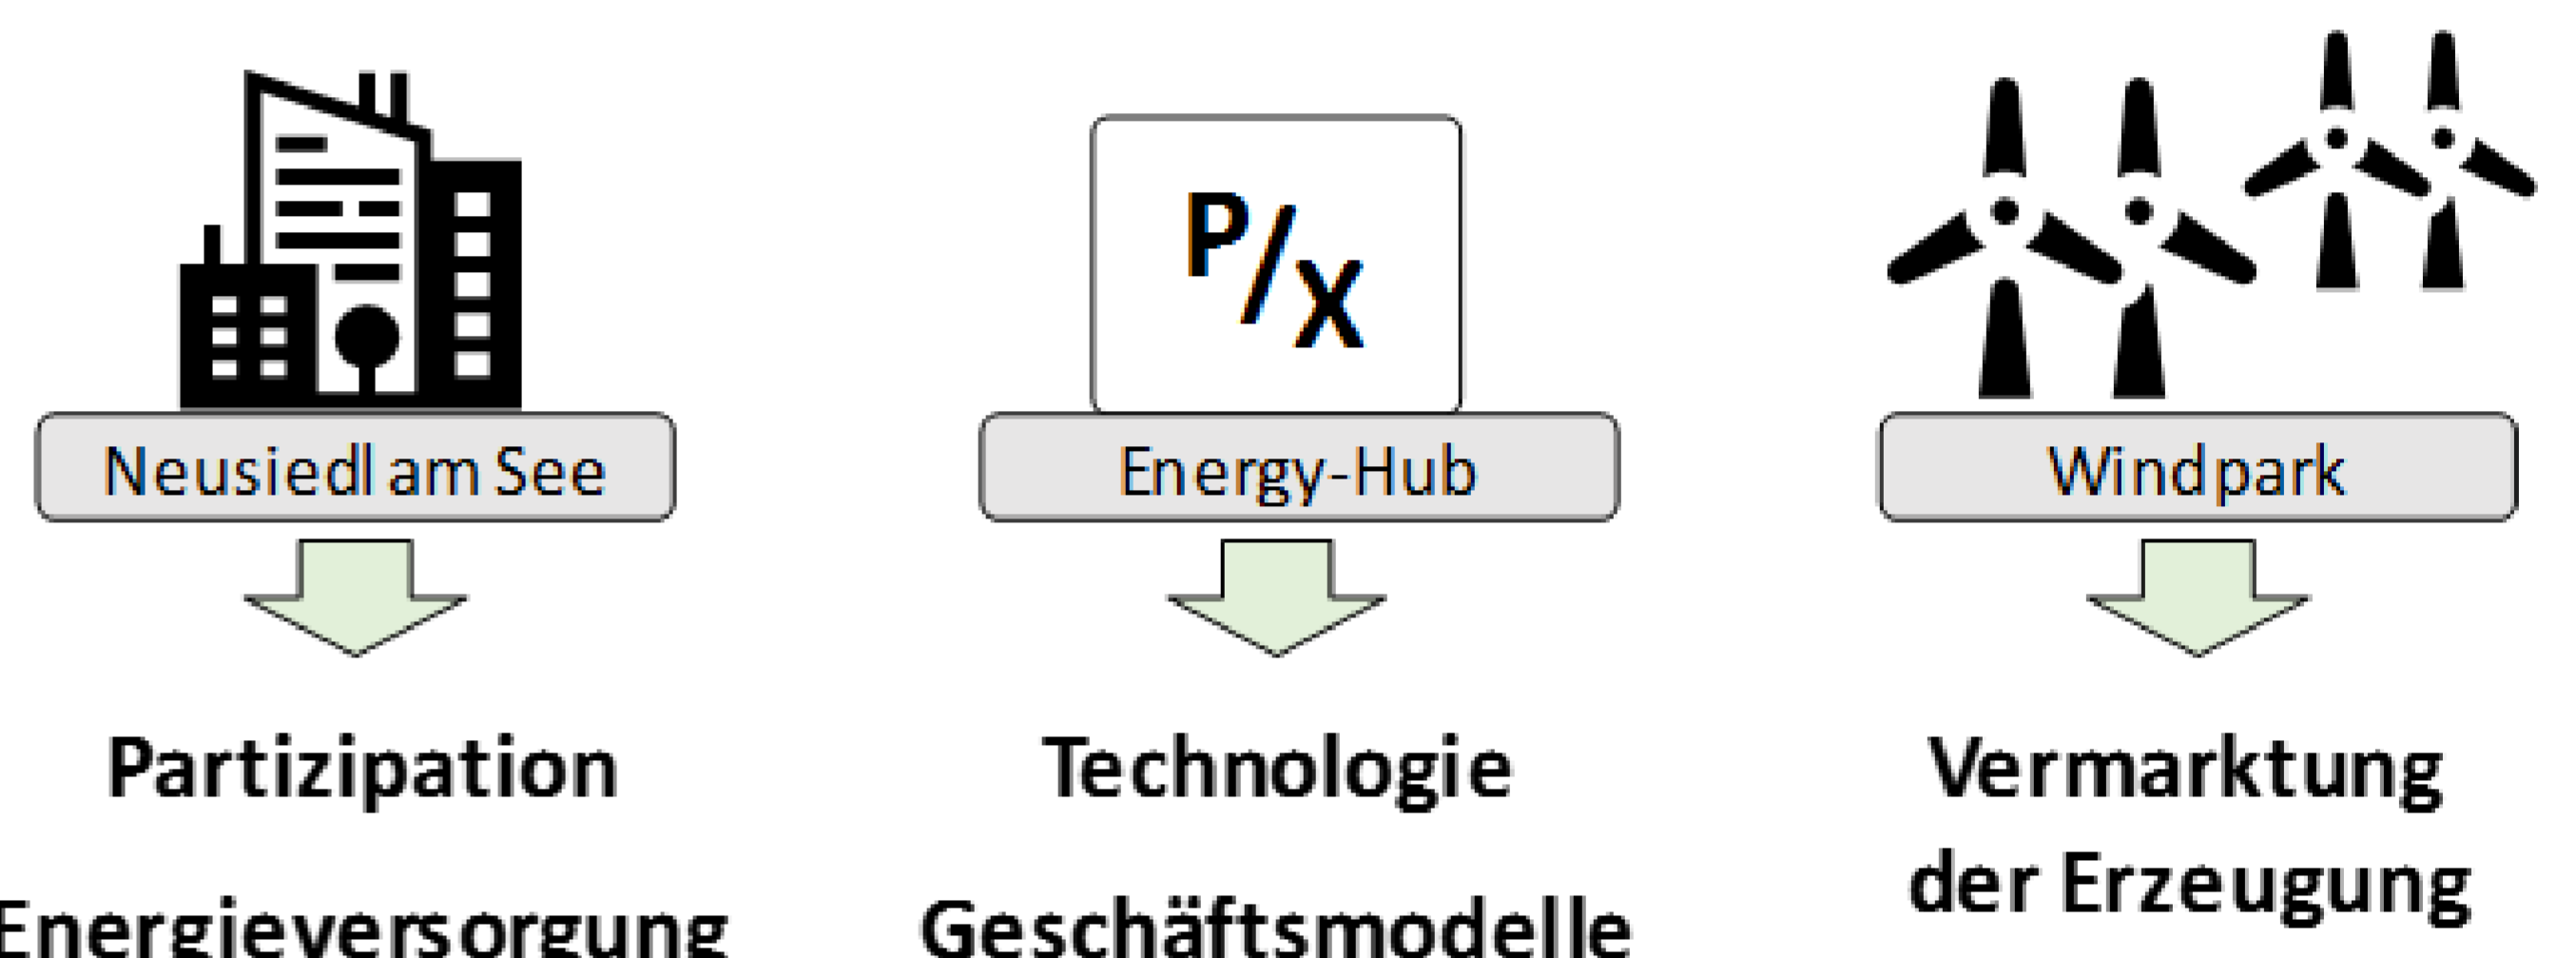 P/X
Neusiedl am See
Energy-Hub
Windpark
Partizipation
Technologie
Vermarktung
der Erzeugung
Energieversorgung
Geschäftsmodelle